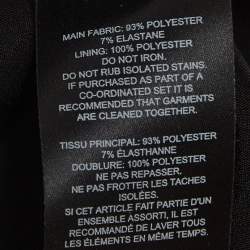 MAIN FABRIC: 93% POLYESTER
7% ELASTANE
LINING: 100% POLYESTER
DO NOT IRON.
DO NOT RUB ISOLATED STAINS.
IF PURCHASED AS PART OF A
CO-ORDINATED SET IT IS
RECOMMENDED THAT GARMENTS
ARE CLEANED TOGETHER.
TISSU PRINCIPAL: 93% POLYESTER
7% ÉLASTHANNE
DOUBLURE: 100% POLYESTER
NE PAS REPASSER.
NE PAS FROTTER LES TACHES
ISOLÉES.
SI CET ARTICLE FAIT PARTIE D'UN
ENSEMBLE ASSORTI, IL EST
RECOMMANDÉ DE LAVER TOUS
LES ÉLÉMENTS EN MÊME TEMPS.